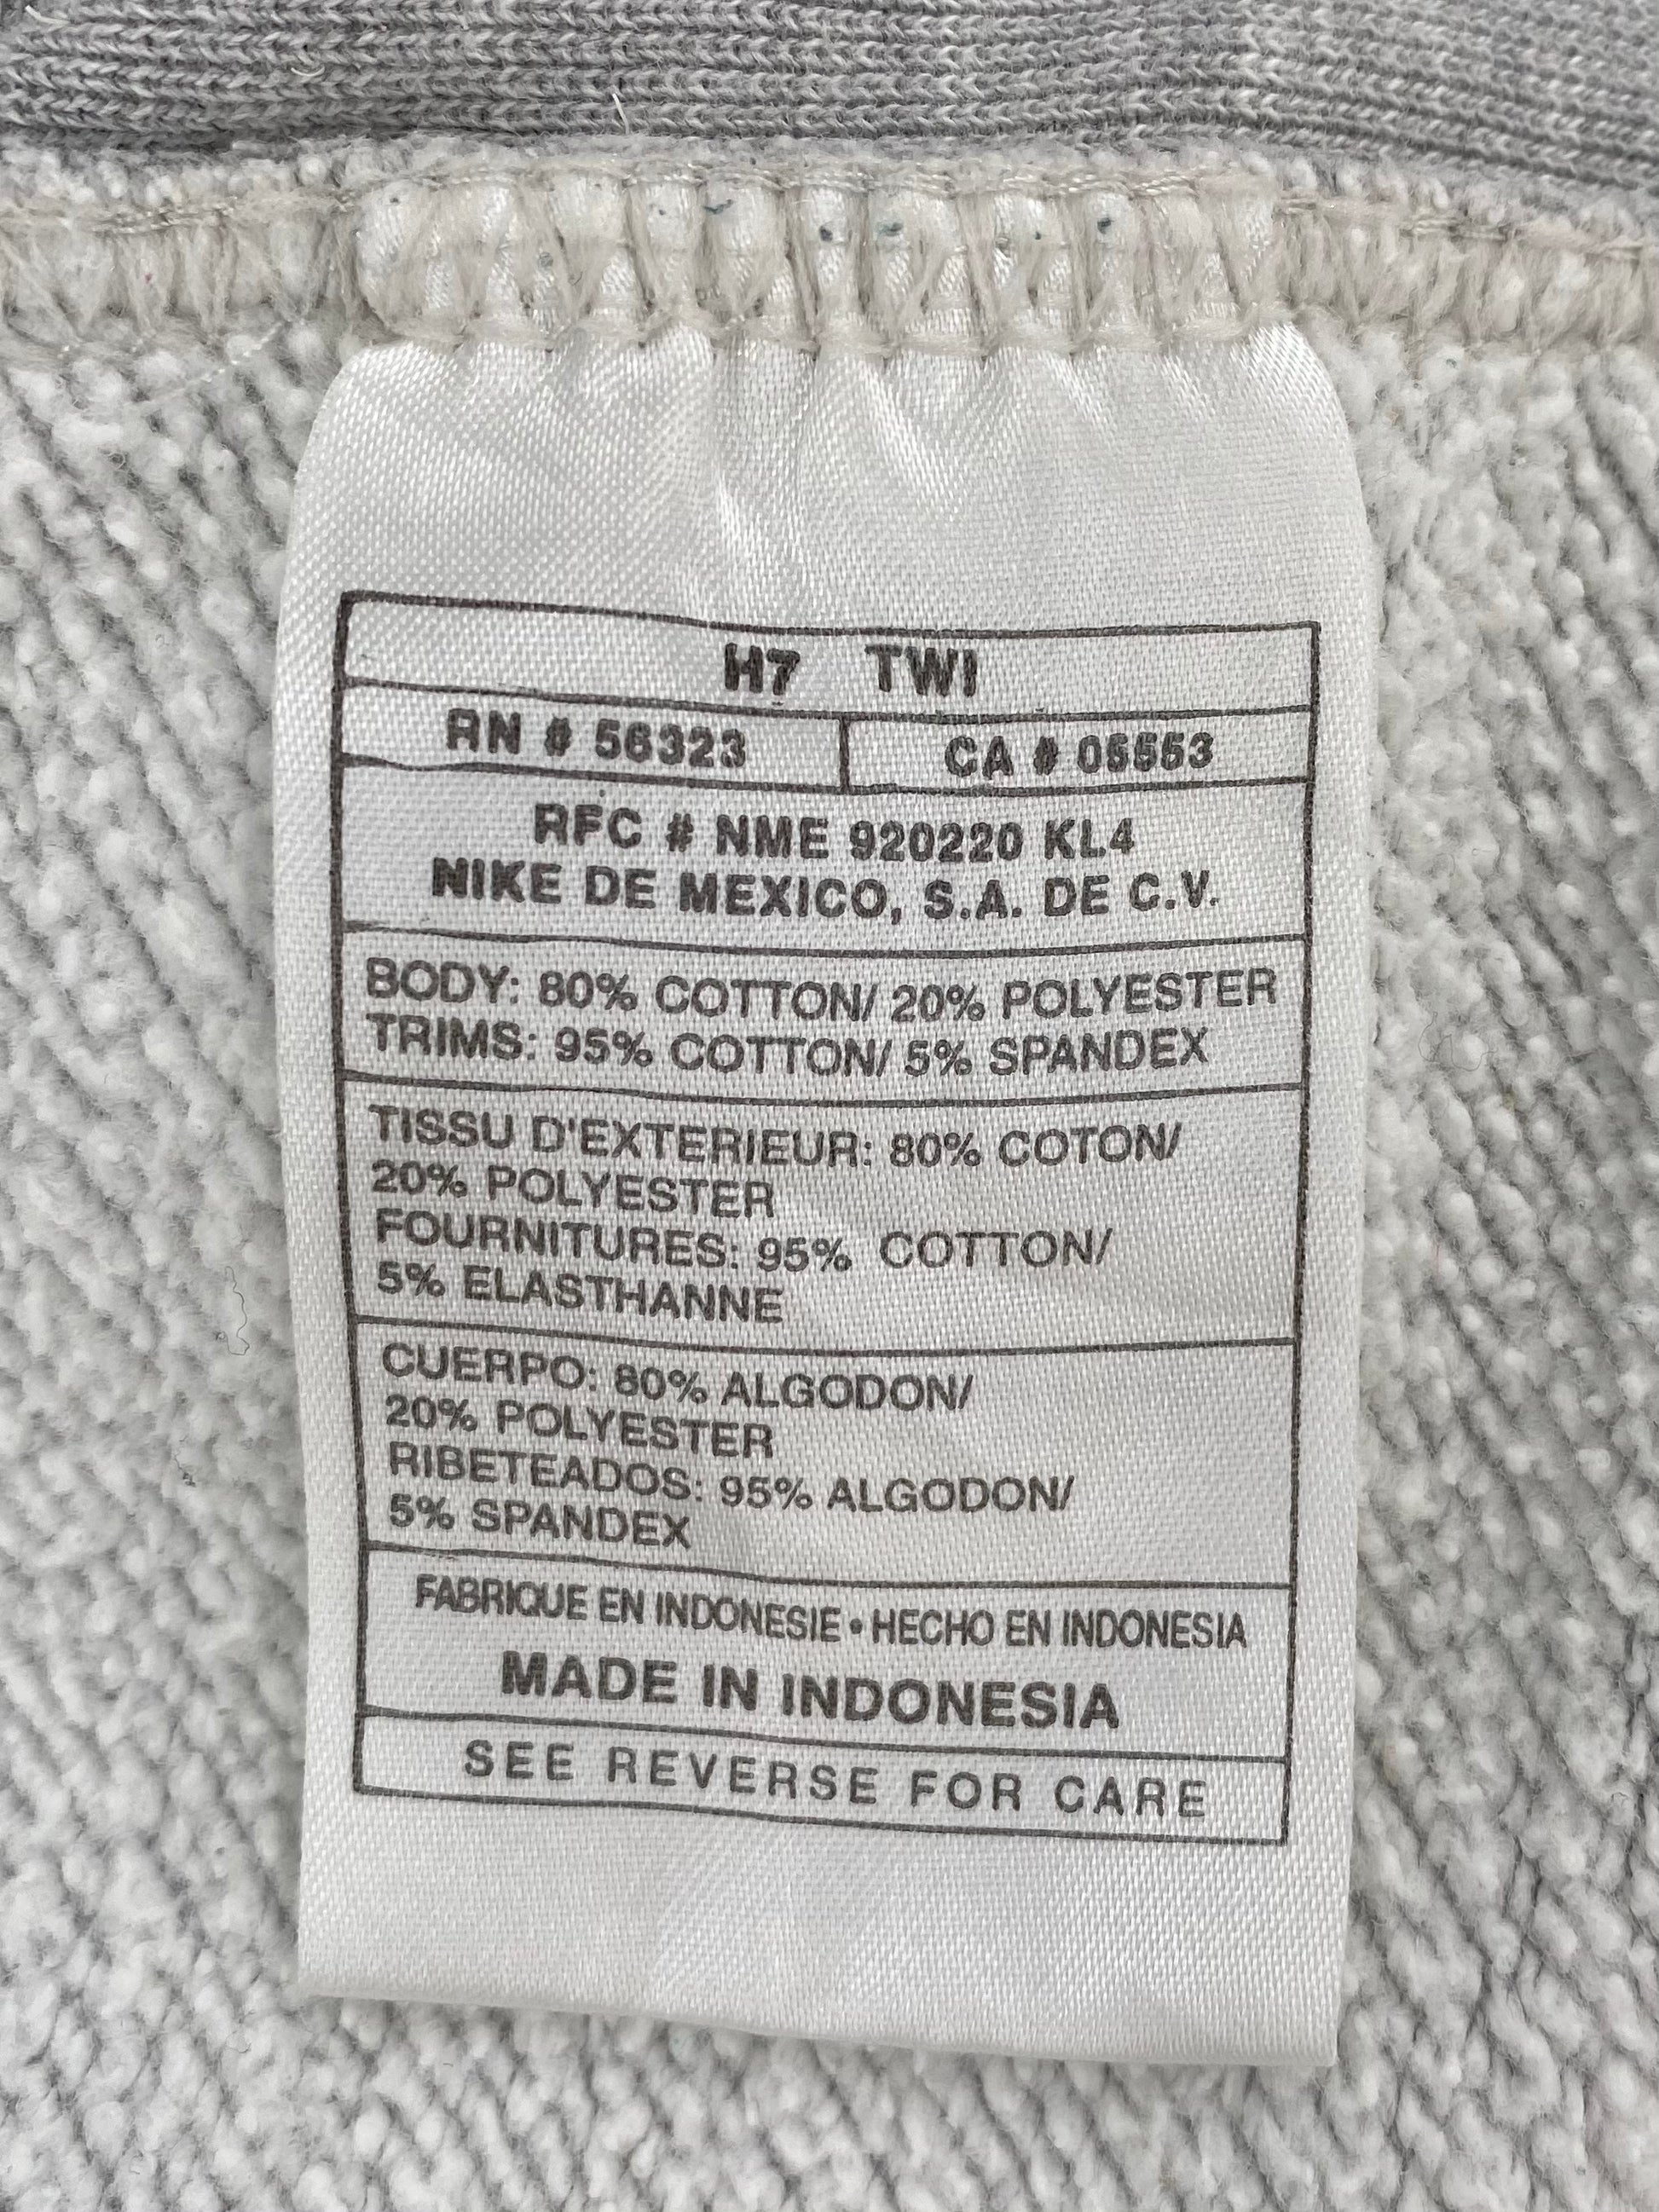 H7 TWI
RN # 56323
CA # 05553
RFC # NME 920220 KL4
NIKE DE MEXICO, S.A. DE C.V.
BODY: 80% COTTON/ 20% POLYESTER
TRIMS: 95% COTTON/ 5% SPANDEX
TISSU D'EXTERIEUR: 80% COTON/
20% POLYESTER
FOURNITURES: 95% COTTON/
5% ELASTHANNE
CUERPO: 80% ALGODON/
20% POLYESTER
RIBETEADOS: 95% ALGODON/
5% SPANDEX
FABRIQUE EN INDONESIE • HECHO EN INDONESIA
MADE IN INDONESIA
SEE REVERSE FOR CARE